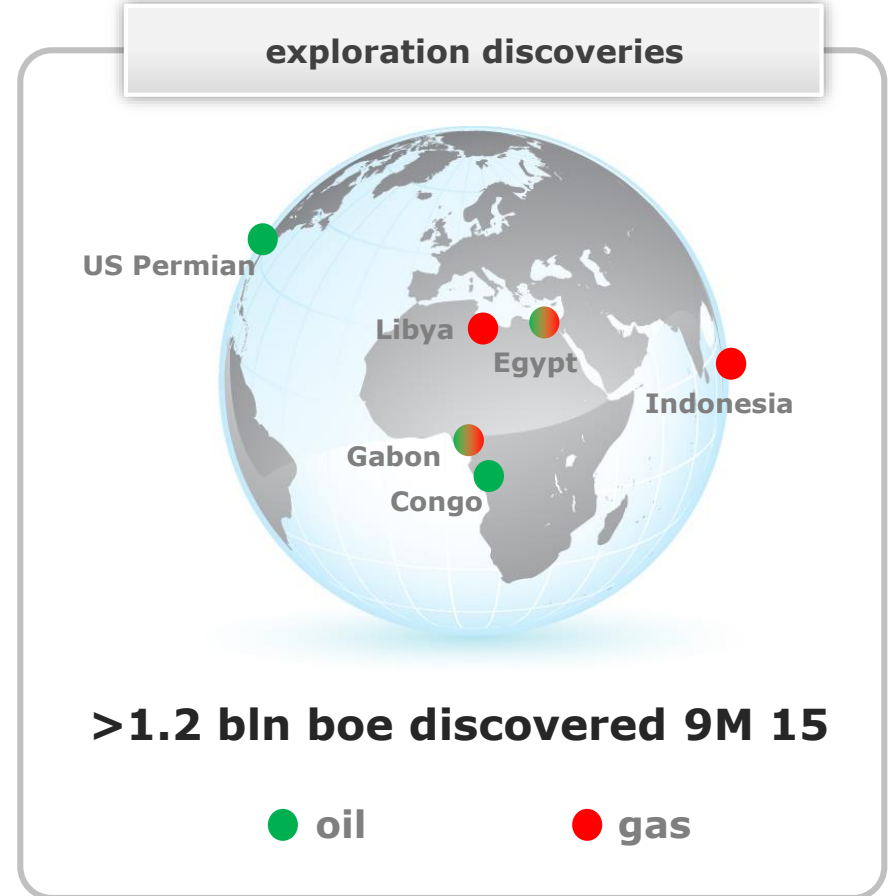 exploration discoveries
US Permian
Libya
Egypt
Indonesia
Gabon
Congo
>1.2 bln boe discovered 9M 15
oil
gas